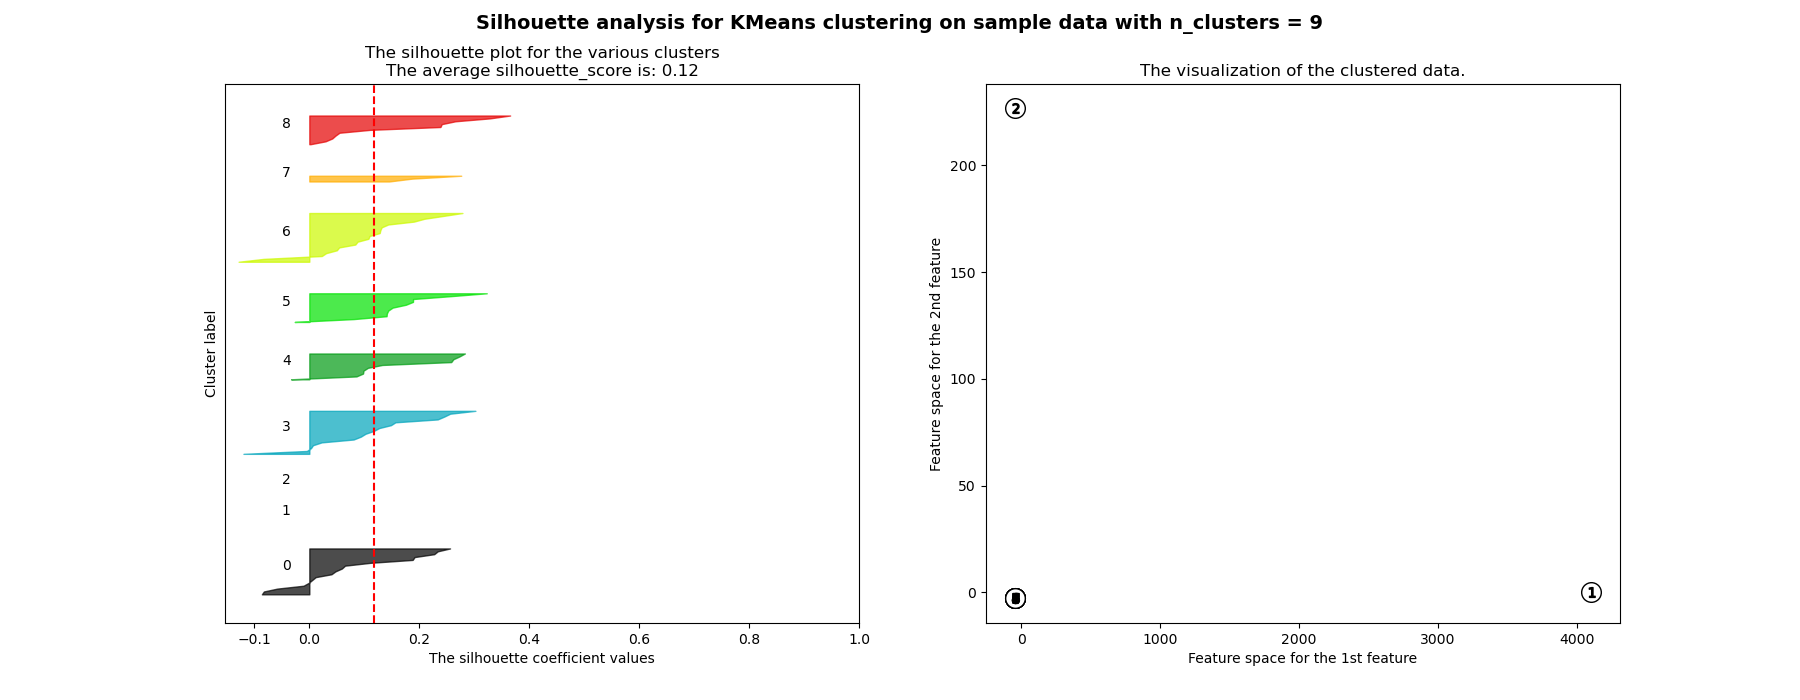 Silhouette analysis for KMeans clustering on sample data with n_clusters = 9
The silhouette plot for the various clusters
The average silhouette_score is: 0.12
8
7
6
5
4
3
2
1
0
Cluster label
−0.1 0.0 0.2 0.4 0.6 0.8 1.0
The silhouette coefficient values
The visualization of the clustered data.
2
200
150
100
50
0
1
Feature space for the 2nd feature
0 1000 2000 3000 4000
Feature space for the 1st feature